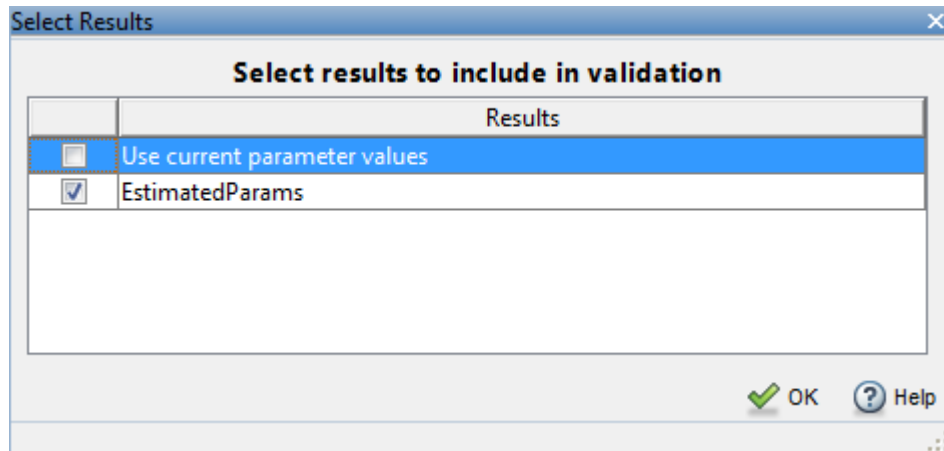 Select Results
Select results to include in validation
Results
Use current parameter values
EstimatedParams
OK Help